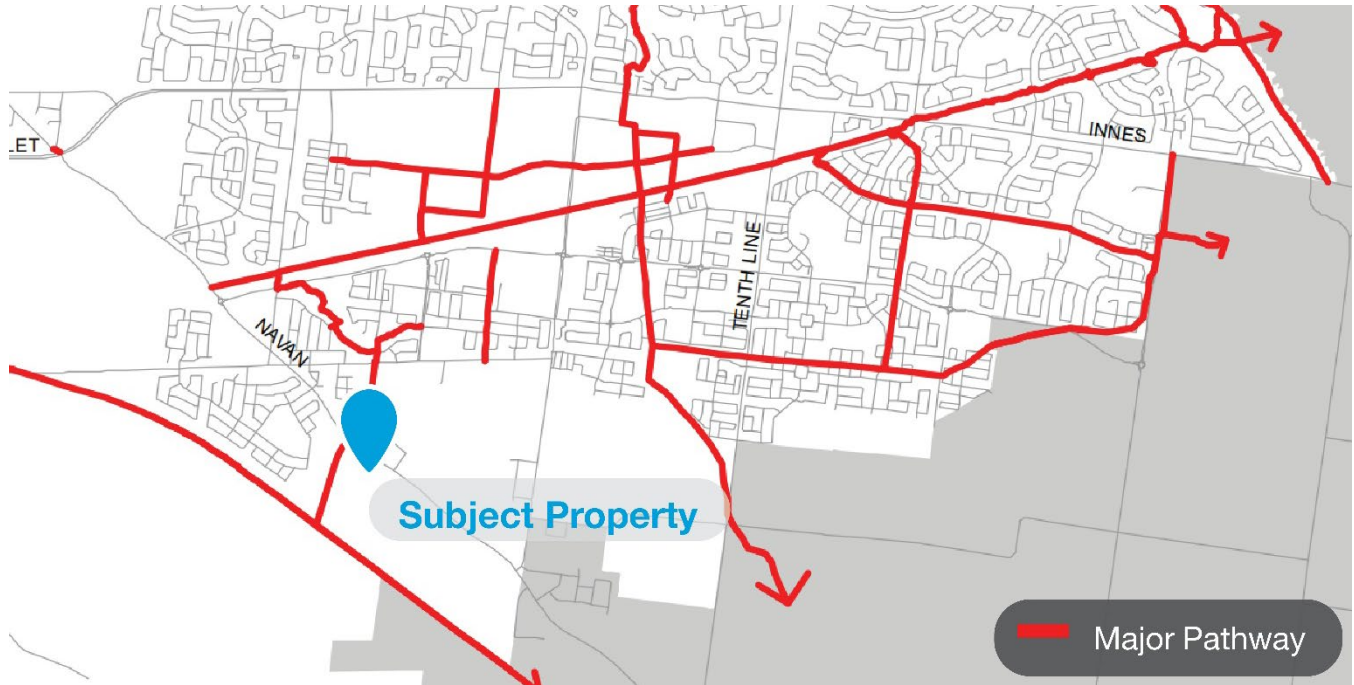 LET
INNES
TENTH LINE
NAVAN
Subject Property
Major Pathway